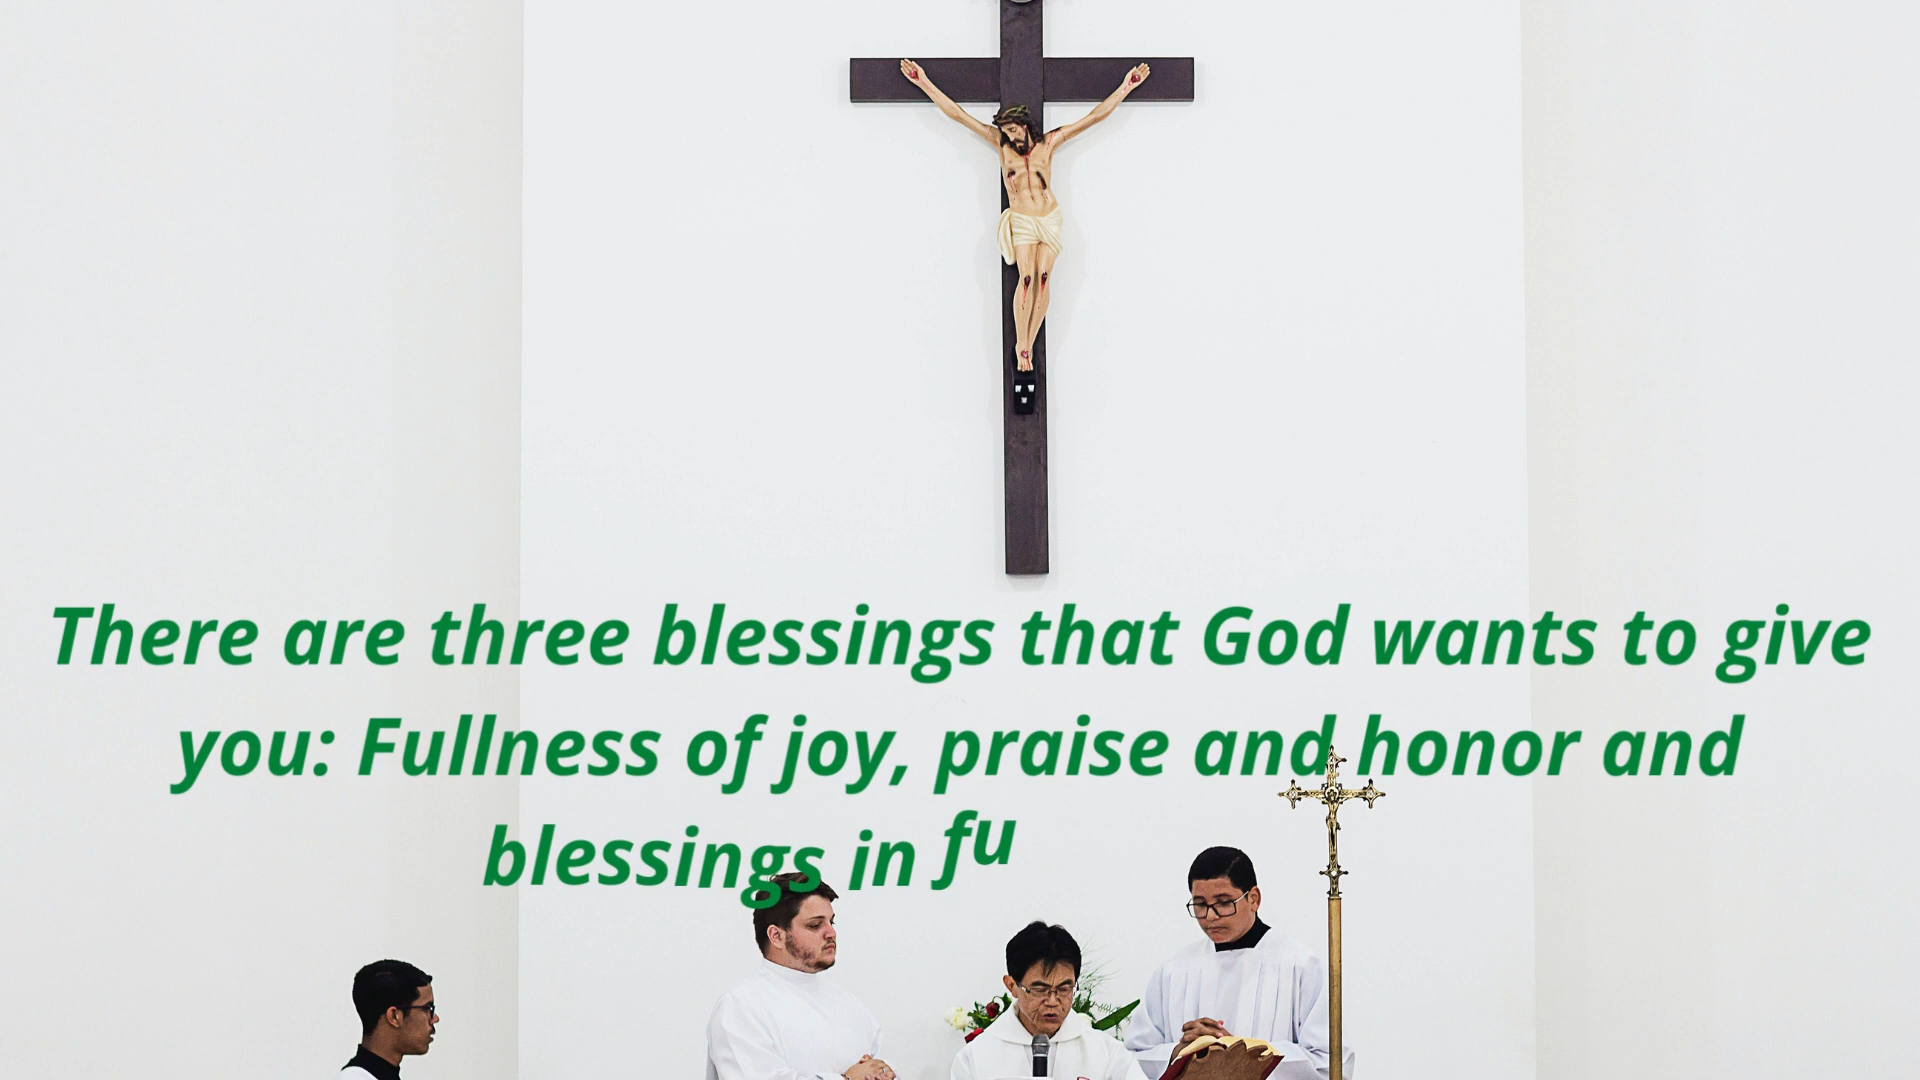 There are three blessings that God wants to give
you: Fullness of joy, praise and honor and
blessings in fu